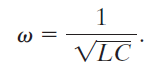 ω = 1/√LC.